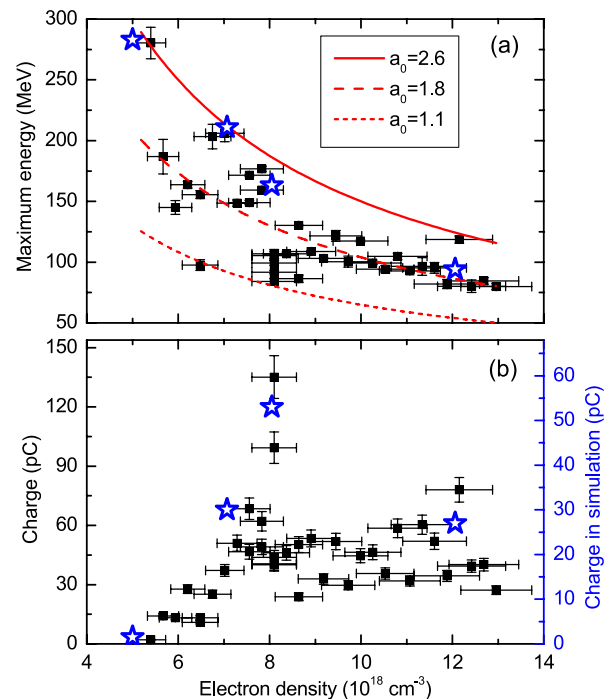 (a)
a0=2.6
a0=1.8
a0=1.1
Maximum energy (MeV)
300
250
200
150
100
50
(b)
Charge (pC)
150
120
90
60
30
0
Charge in simulation (pC)
60
50
40
30
20
10
0
4 6 8 10 12 14
Electron density (10^18 cm^-3)